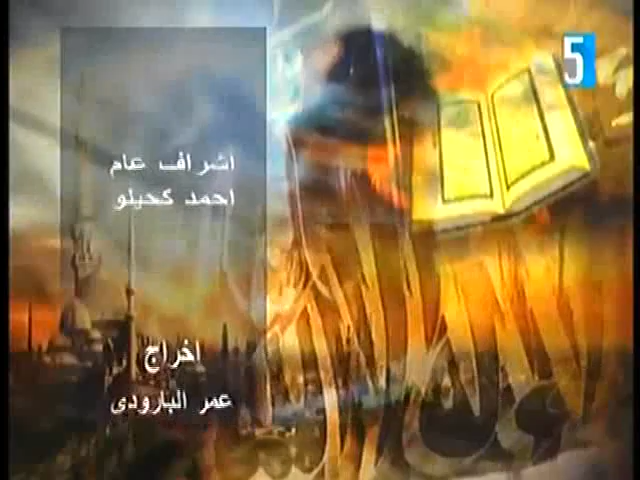 5
اشراف عام
احمد كحيلو
اخراج
عمر البارودى